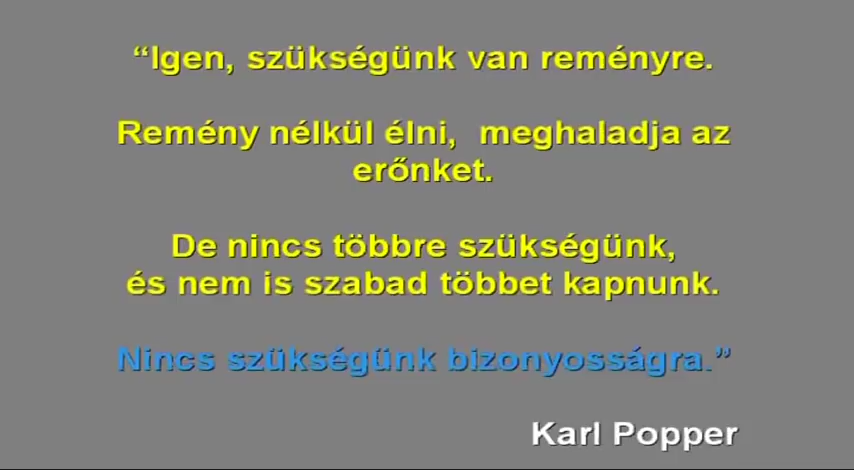 “Igen, szükségünk van reményre.
Remény nélkül élni,  meghaladja az
erőnket.
De nincs többre szükségünk,
és nem is szabad többet kapnunk.
Nincs szükségünk bizonyosságra.”
Karl Popper